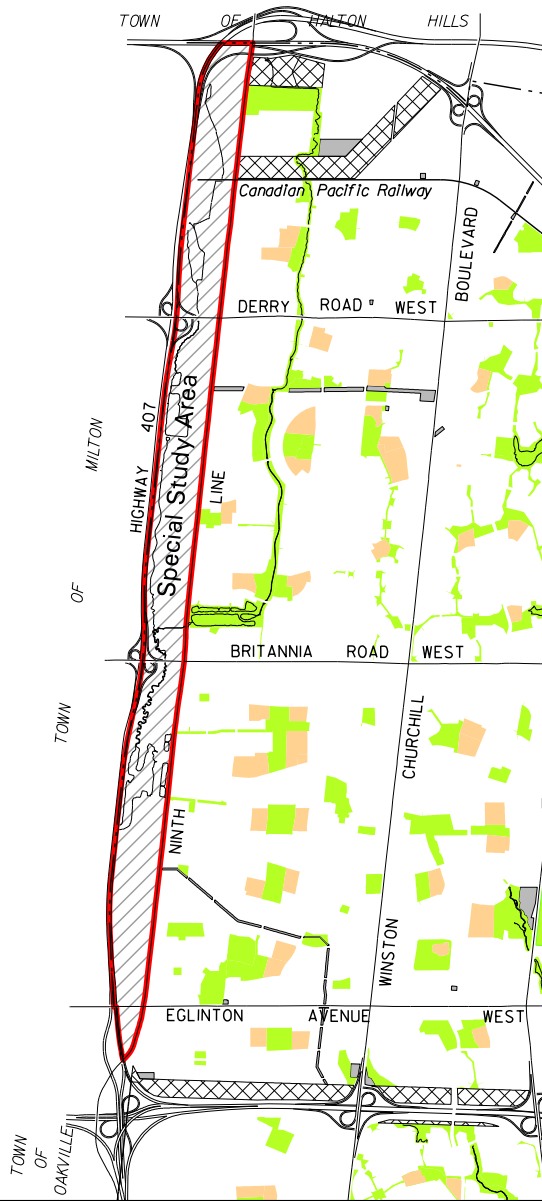 TOWN OF HALTON HILLS
Canadian Pacific Railway
BOULEVARD
DERRY ROAD WEST
HIGHWAY 407
Special Study Area
LINE
TOWN OF MILTON
BRITANNIA ROAD WEST
CHURCHILL
NINTH
WINSTON
EGLINTON AVENUE WEST
TOWN
OF
OAKVILLE